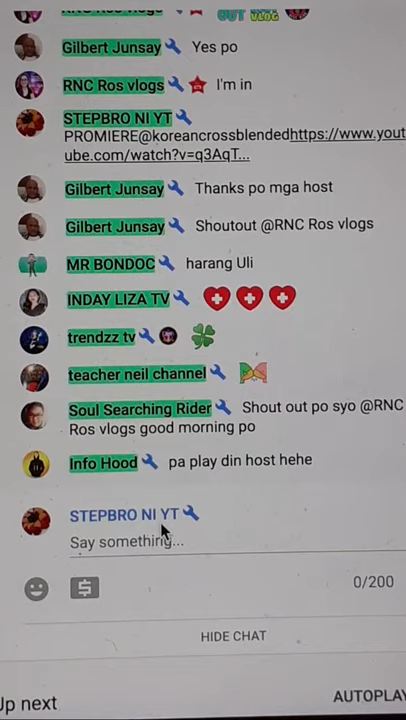 Gilbert Junsay Yes po
RNC Ros vlogs I'm in
STEPBRO NI YT
PROMIERE@koreancrossblendedhttps://www.yout
ube.com/watch?v=q3AqT...
Gilbert Junsay Thanks po mga host
Gilbert Junsay Shoutout @RNC Ros vlogs
MR BONDOC harang Uli
INDAY LIZA TV
trendzz tv
teacher neil channel
Soul Searching Rider Shout out po syo @RNC
Ros vlogs good morning po
Info Hood pa play din host hehe
STEPBRO NI YT
Say something...
0/200
HIDE CHAT
Up next AUTOPLAY